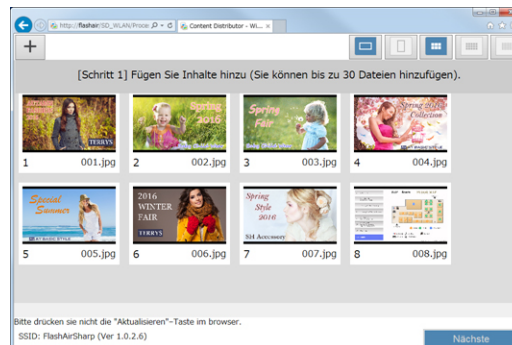 http://flashair/SD_WLAN/Proce
Content Distributor - Wi...
[Schritt 1] Fügen Sie Inhalte hinzu (Sie können bis zu 30 Dateien hinzufügen).
TERRYS
Spring
2016
Spring
Fair
Spring 2016
Collection
1 001.jpg
2 002.jpg
3 003.jpg
4 004.jpg
Special
Summer
2016
WINTER
FAIR
TERRYS
Spring
Style
2016
SH Accessory
5 005.jpg
6 006.jpg
7 007.jpg
8 008.jpg
Bitte drücken sie nicht die "Aktualisieren"-Taste im browser.
SSID: FlashAirSharp (Ver 1.0.2.6)
Nächste